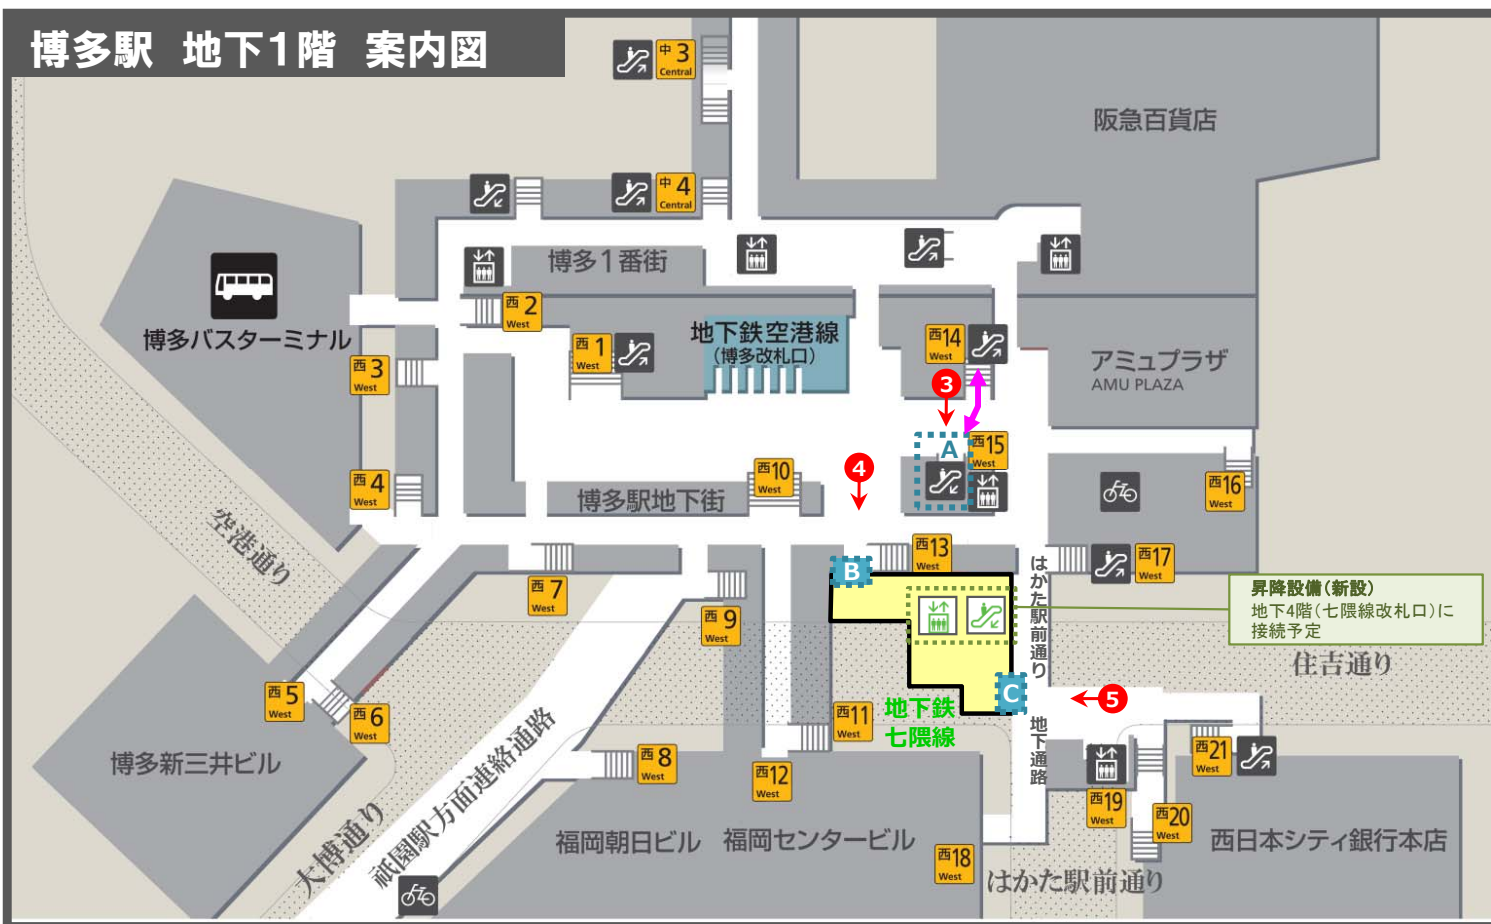 博多駅 地下1階 案内図
中3
Central
阪急百貨店
中4
Central
博多1番街
西2
West
博多バスターミナル
西1
West
地下鉄空港線
(博多改札口)
西14
West
アミュプラザ
AMU PLAZA
西3
West
3
A
西15
West
4
西10
West
西4
West
博多駅地下街
西16
West
空港通り
西13
West
西17
West
B
西7
West
西9
West
はかた駅前通り 地下通路
昇降設備(新設)
地下4階(七隈線改札口)に
接続予定
住吉通り
C
5
西5
West
西6
West
西11
West
地下鉄
七隈線
博多新三井ビル
西8
West
西12
West
西21
West
西19
West
西20
West
大博通り
祇園駅方面連絡通路
福岡朝日ビル
福岡センタービル
西18
West
はかた駅前通り
西日本シティ銀行本店